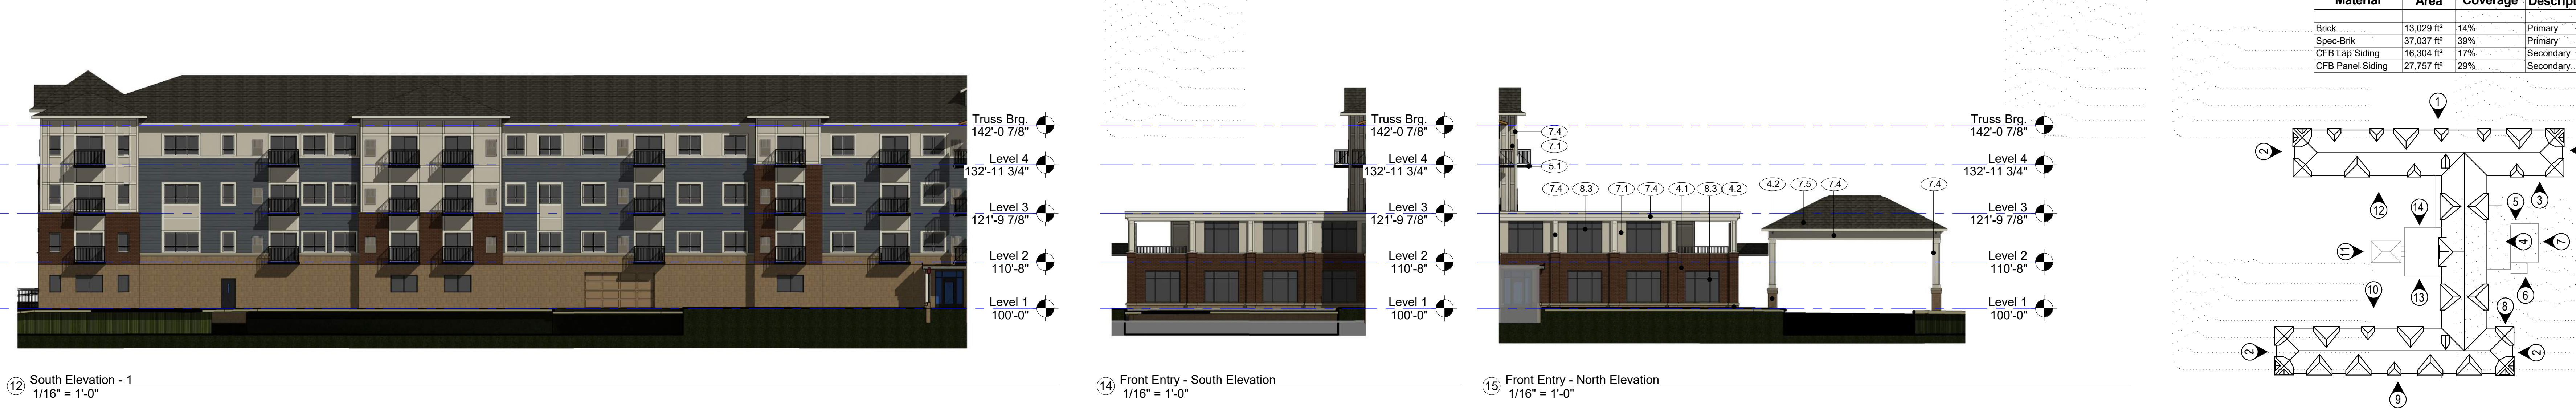 Truss Brg.
142'-0 7/8"
Level 4
132'-11 3/4"
Level 3
121'-9 7/8"
Level 2
110'-8"
Level 1
100'-0"
12 South Elevation - 1
1/16" = 1'-0"
Truss Brg.
142'-0 7/8"
Level 4
132'-11 3/4"
Level 3
121'-9 7/8"
Level 2
110'-8"
Level 1
100'-0"
14 Front Entry - South Elevation
1/16" = 1'-0"
7.4
7.1
5.1
7.4 8.3 7.1 7.4 4.1 8.3 4.2 4.2 7.5 7.4 7.4
Truss Brg.
142'-0 7/8"
Level 4
132'-11 3/4"
Level 3
121'-9 7/8"
Level 2
110'-8"
Level 1
100'-0"
15 Front Entry - North Elevation
1/16" = 1'-0"
Material Area Coverage Descript
Brick 13,029 ft² 14% Primary
Spec-Brik 37,037 ft² 39% Primary
CFB Lap Siding 16,304 ft² 17% Secondary
CFB Panel Siding 27,757 ft² 29% Secondary
1
2
3
12
14
5
11
4
7
10
13
6
8
2
2
9